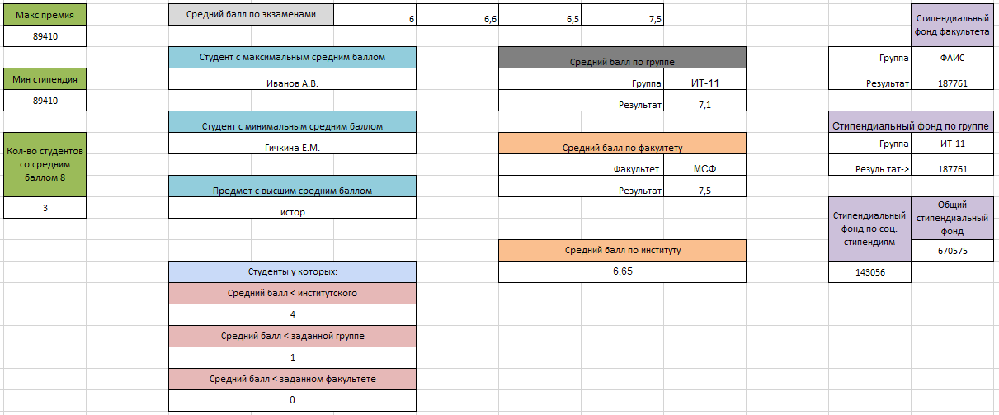 Макс премия
89410
Мин стипендия
89410
Кол-во студентов
со средним
баллом 8
3
Средний балл по экзаменами
6
6,6
6,5
7,5
Студент с максимальным средним баллом
Иванов А.В.
Студент с минимальным средним баллом
Гичкина Е.М.
Предмет с высшим средним баллом
истор
Студенты у которых:
Средний балл < институтского
4
Средний балл < заданной группе
1
Средний балл < заданном факультете
0
Средний балл по группе
Группа
ИТ-11
Результат
7,1
Средний балл по факултету
Факультет
МСФ
Результат
7,5
Средний балл по институту
6,65
Стипендиальный
фонд факультета
Группа
ФАИС
Результат
187761
Стипендиальный фонд по группе
Группа
ИТ-11
Резуль тат->
187761
Стипендиальный
фонд по соц.
стипендиям
143056
Общий
стипендиальный
фонд
670575